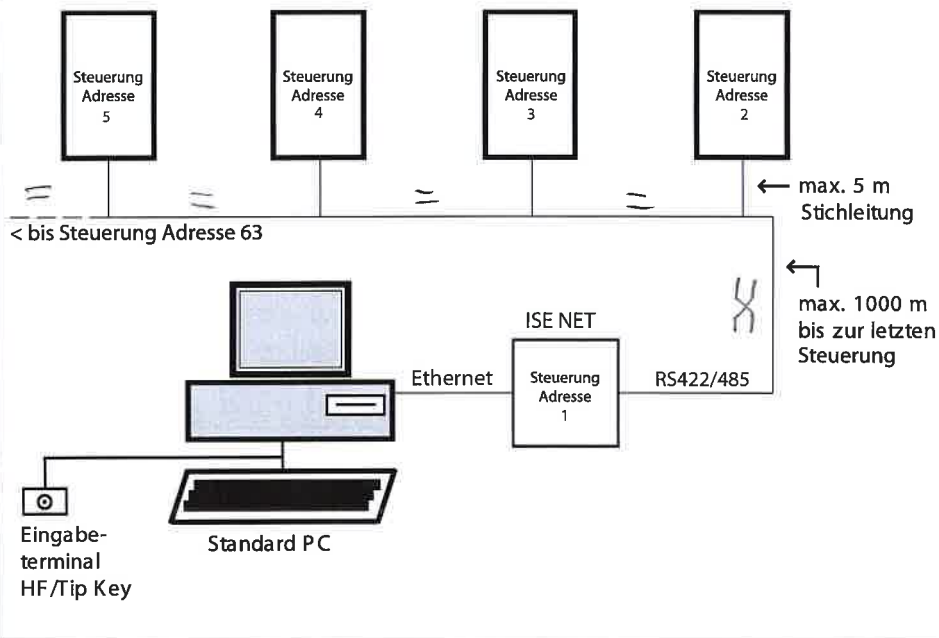 Steuerung
Adresse
5
Steuerung
Adresse
4
Steuerung
Adresse
3
Steuerung
Adresse
2
max. 5 m
Stichleitung
< bis Steuerung Adresse 63
max. 1000 m
bis zur letzten
Steuerung
ISE NET
Ethernet
Steuerung
Adresse
1
RS422/485
Eingabe-
terminal
HF/Tip Key
Standard PC